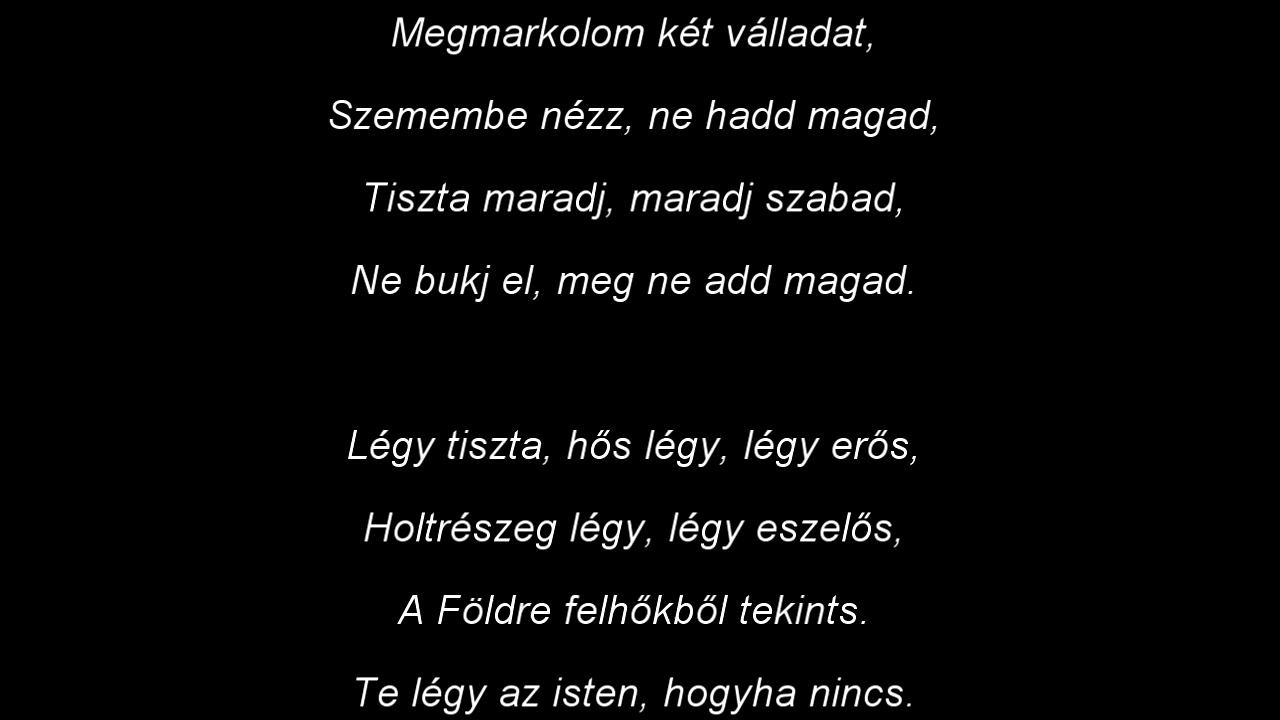 Megmarkolom két válladat,
Szemembe nézz, ne hadd magad,
Tiszta maradj, maradj szabad,
Ne bukj el, meg ne add magad.
Légy tiszta, hős légy, légy erős,
Holtrészeg légy, légy eszelős,
A Földre felhőkből tekints.
Te légy az isten, hogyha nincs.